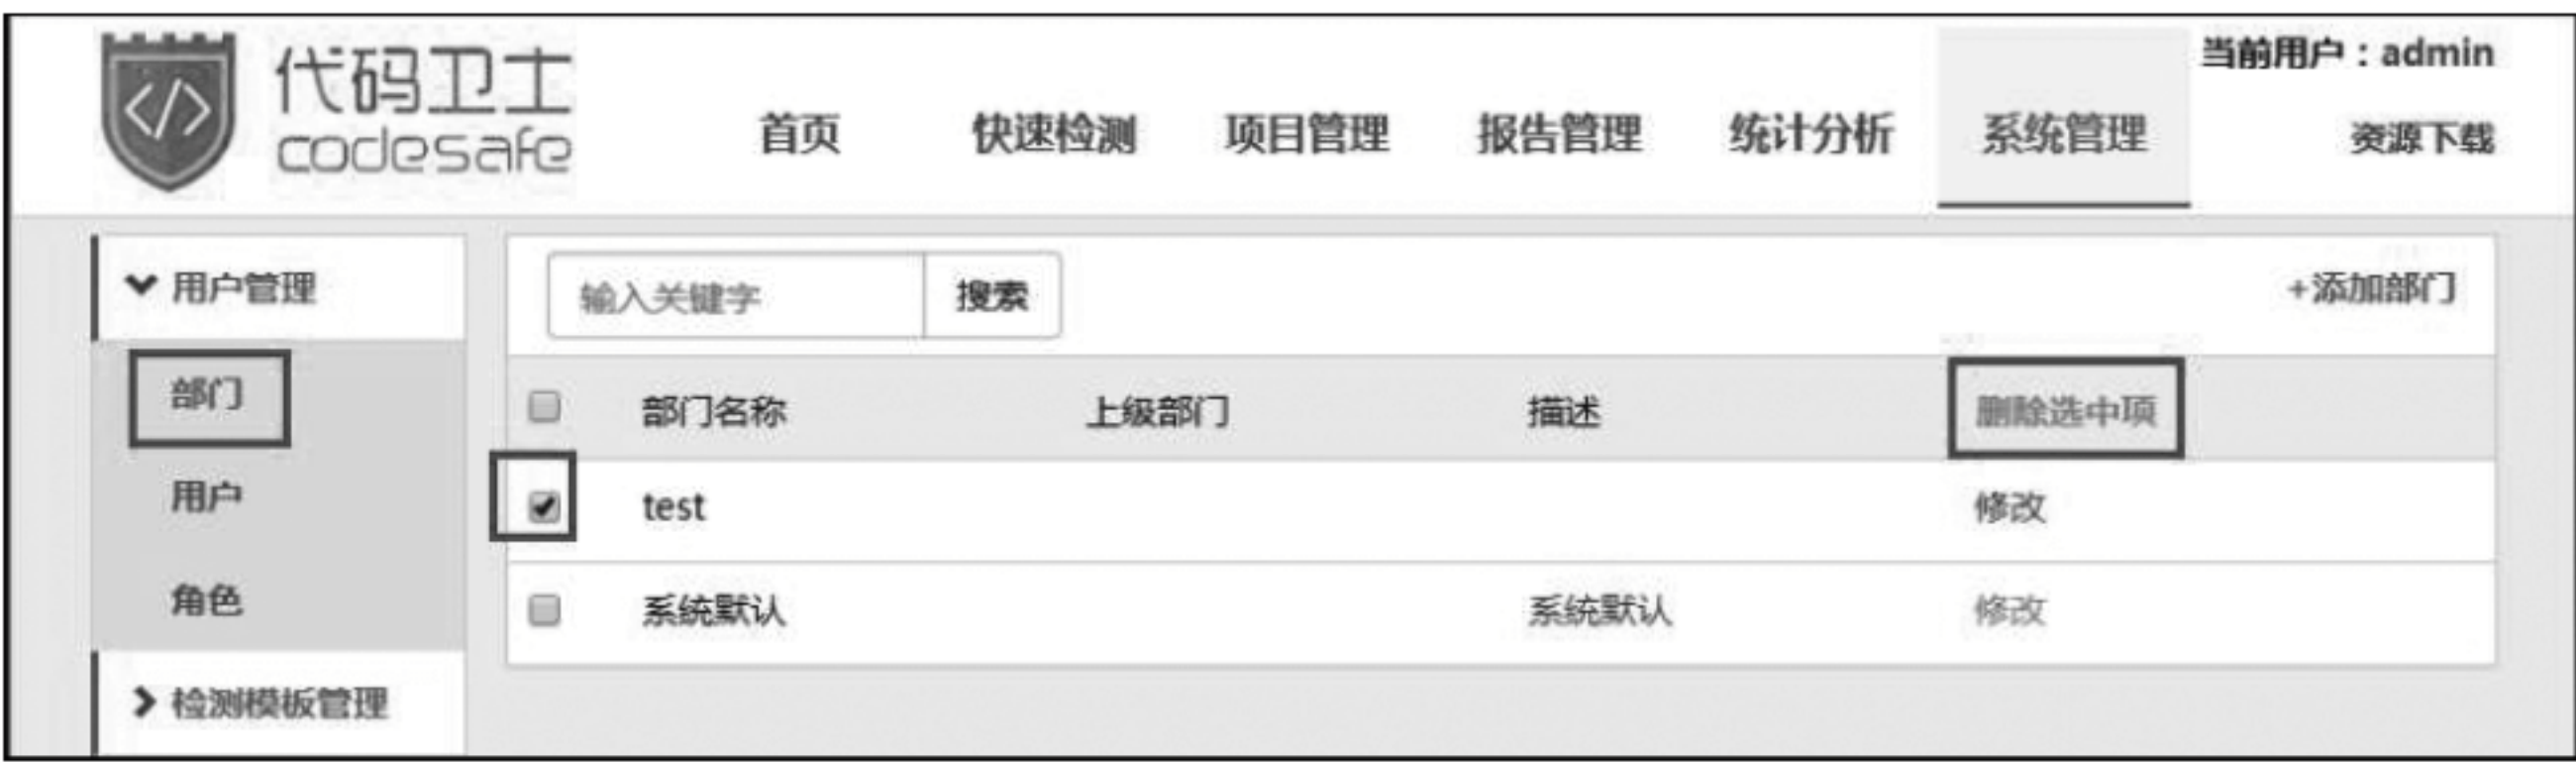 代码卫士
codesafe
首页 快速检测 项目管理 报告管理 统计分析 系统管理
当前用户：admin
资源下载
用户管理
部门
用户
角色
检测模板管理
输入关键字 搜索 +添加部门
部门名称 上级部门 描述 删除选中项
test 修改
系统默认 系统默认 修改